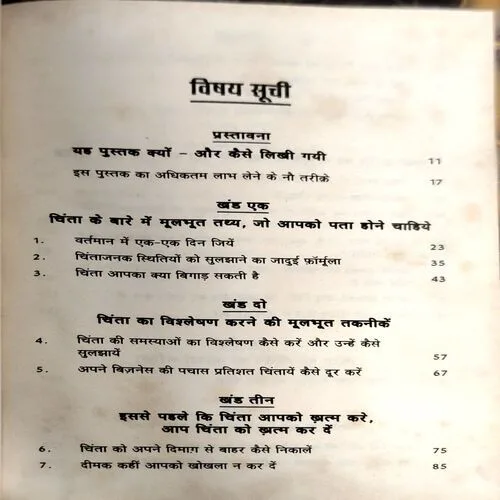 विषय सूची
प्रस्तावना
यह पुस्तक क्यों – और कैसे लिखी गयी 11
इस पुस्तक का अधिकतम लाभ लेने के नौ तरीक़े 17
खंड एक
चिंता के बारे में मूलभूत तथ्य, जो आपको पता होने चाहिये
1. वर्तमान में एक-एक दिन जियें 23
2. चिंताजनक स्थितियों को सुलझाने का जादुई फ़ॉर्मूला 35
3. चिंता आपका क्या बिगाड़ सकती है 43
खंड दो
चिंता का विश्लेषण करने की मूलभूत तकनीकें
4. चिंता की समस्याओं का विश्लेषण कैसे करें और उन्हें कैसे
सुलझायें 57
5. अपने बिज़नेस की पचास प्रतिशत चिंतायें कैसे दूर करें 67
खंड तीन
इससे पहले कि चिंता आपको ख़त्म करे,
आप चिंता को ख़त्म कर दें
6. चिंता को अपने दिमाग़ से बाहर कैसे निकालें 75
7. दीमक कहीं आपको खोखला न कर दें 85